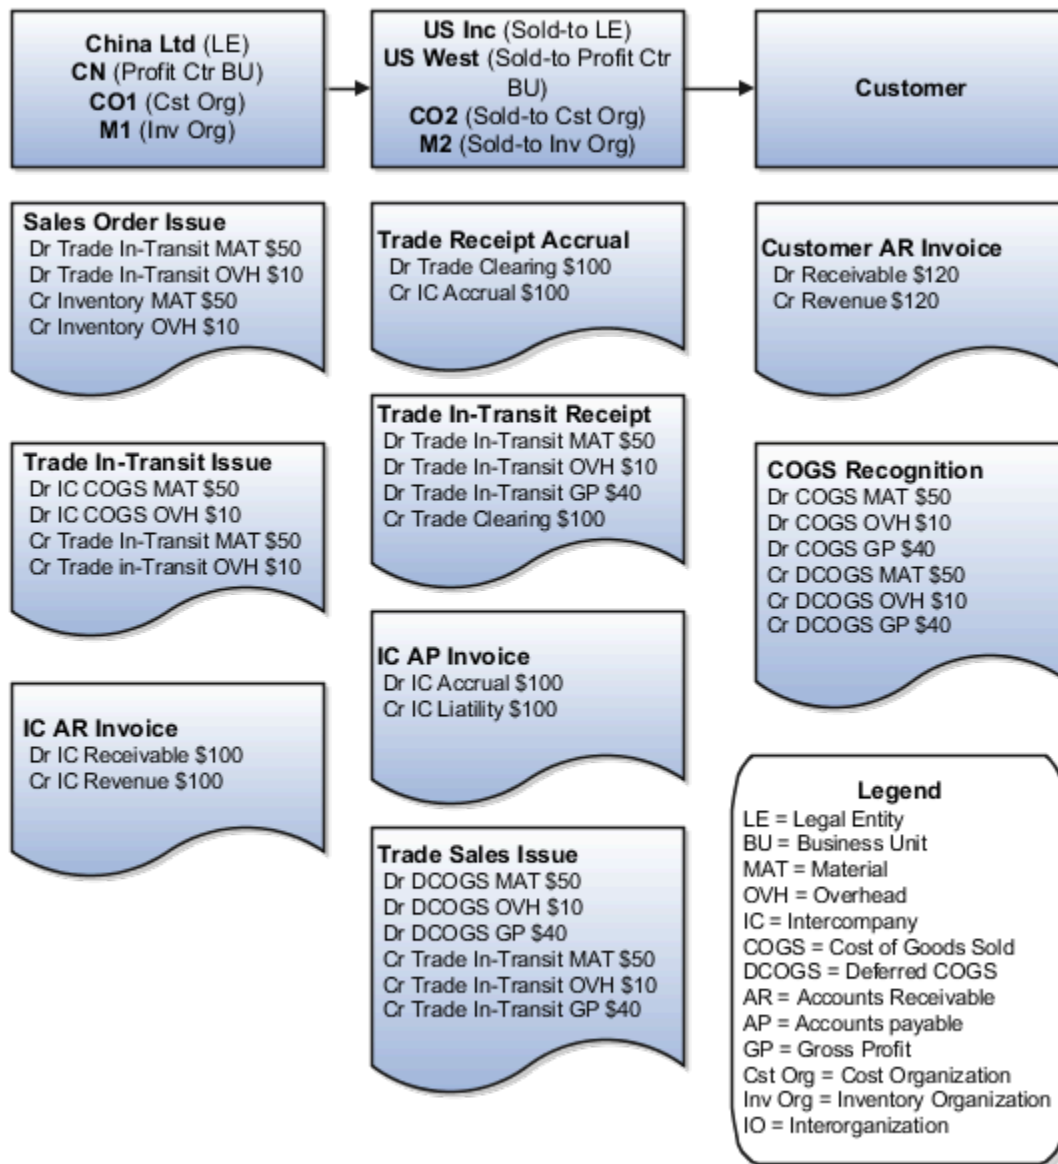 China Ltd (LE)
CN (Profit Ctr BU)
CO1 (Cst Org)
M1 (Inv Org)
US Inc (Sold-to LE)
US West (Sold-to Profit Ctr
BU)
CO2 (Sold-to Cst Org)
M2 (Sold-to Inv Org)
Customer
Sales Order Issue
Dr Trade In-Transit MAT $50
Dr Trade In-Transit OVH $10
Cr Inventory MAT $50
Cr Inventory OVH $10
Trade In-Transit Issue
Dr IC COGS MAT $50
Dr IC COGS OVH $10
Cr Trade In-Transit MAT $50
Cr Trade in-Transit OVH $10
IC AR Invoice
Dr IC Receivable $100
Cr IC Revenue $100
Trade Receipt Accrual
Dr Trade Clearing $100
Cr IC Accrual $100
Trade In-Transit Receipt
Dr Trade In-Transit MAT $50
Dr Trade In-Transit OVH $10
Dr Trade In-Transit GP $40
Cr Trade Clearing $100
IC AP Invoice
Dr IC Accrual $100
Cr IC Liatility $100
Trade Sales Issue
Dr DCOGS MAT $50
Dr DCOGS OVH $10
Dr DCOGS GP $40
Cr Trade In-Transit MAT $50
Cr Trade In-Transit OVH $10
Cr Trade In-Transit GP $40
Customer AR Invoice
Dr Receivable $120
Cr Revenue $120
COGS Recognition
Dr COGS MAT $50
Dr COGS OVH $10
Dr COGS GP $40
Cr DCOGS MAT $50
Cr DCOGS OVH $10
Cr DCOGS GP $40
Legend
LE = Legal Entity
BU = Business Unit
MAT = Material
OVH = Overhead
IC = Intercompany
COGS = Cost of Goods Sold
DCOGS = Deferred COGS
AR = Accounts Receivable
AP = Accounts payable
GP = Gross Profit
Cst Org = Cost Organization
Inv Org = Inventory Organization
IO = Interorganization